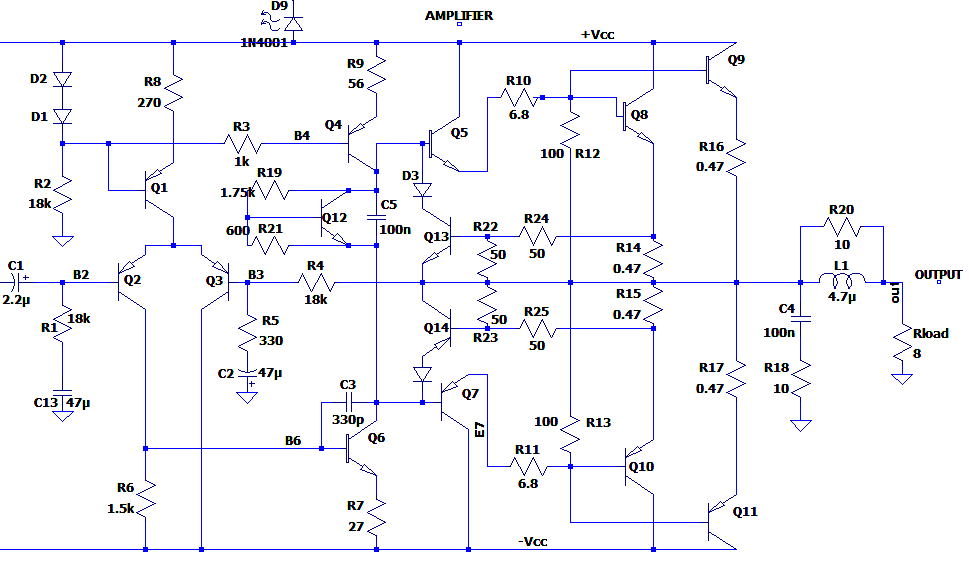 D9
AMPLIFIER
1N4001
+Vcc
D2
R8
270
R9
56
Q9
D1
R10
6.8
Q8
R3
1k
B4
Q4
Q5
100
R12
R16
0.47
R2
18k
Q1
R19
1.75k
D3
Q12
C5
100n
600
R21
Q13
R22
50
R24
50
R14
0.47
R20
10
C1
+
2.2µ
B2
Q2
Q3
B3
R4
18k
L1
4.7µ
OUTPUT
out
R1
18k
R5
330
Q14
50
R23
R25
50
R15
0.47
C4
100n
Rload
8
C2
47µ
+
R17
0.47
R18
10
C13
47µ
C3
330p
Q7
E7
100
R13
B6
Q6
R11
6.8
Q10
R6
1.5k
R7
27
Q11
-Vcc